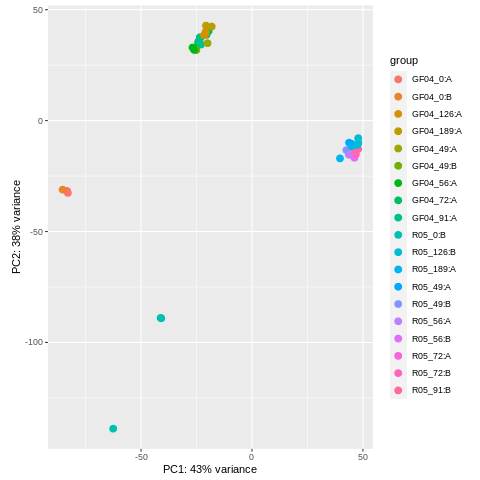 50
0
-50
-100
PC2: 38% variance
-50
0
50
PC1: 43% variance
group
GF04_0:A
GF04_0:B
GF04_126:A
GF04_189:A
GF04_49:A
GF04_49:B
GF04_56:A
GF04_72:A
GF04_91:A
R05_0:B
R05_126:B
R05_189:A
R05_49:A
R05_49:B
R05_56:A
R05_56:B
R05_72:A
R05_72:B
R05_91:B